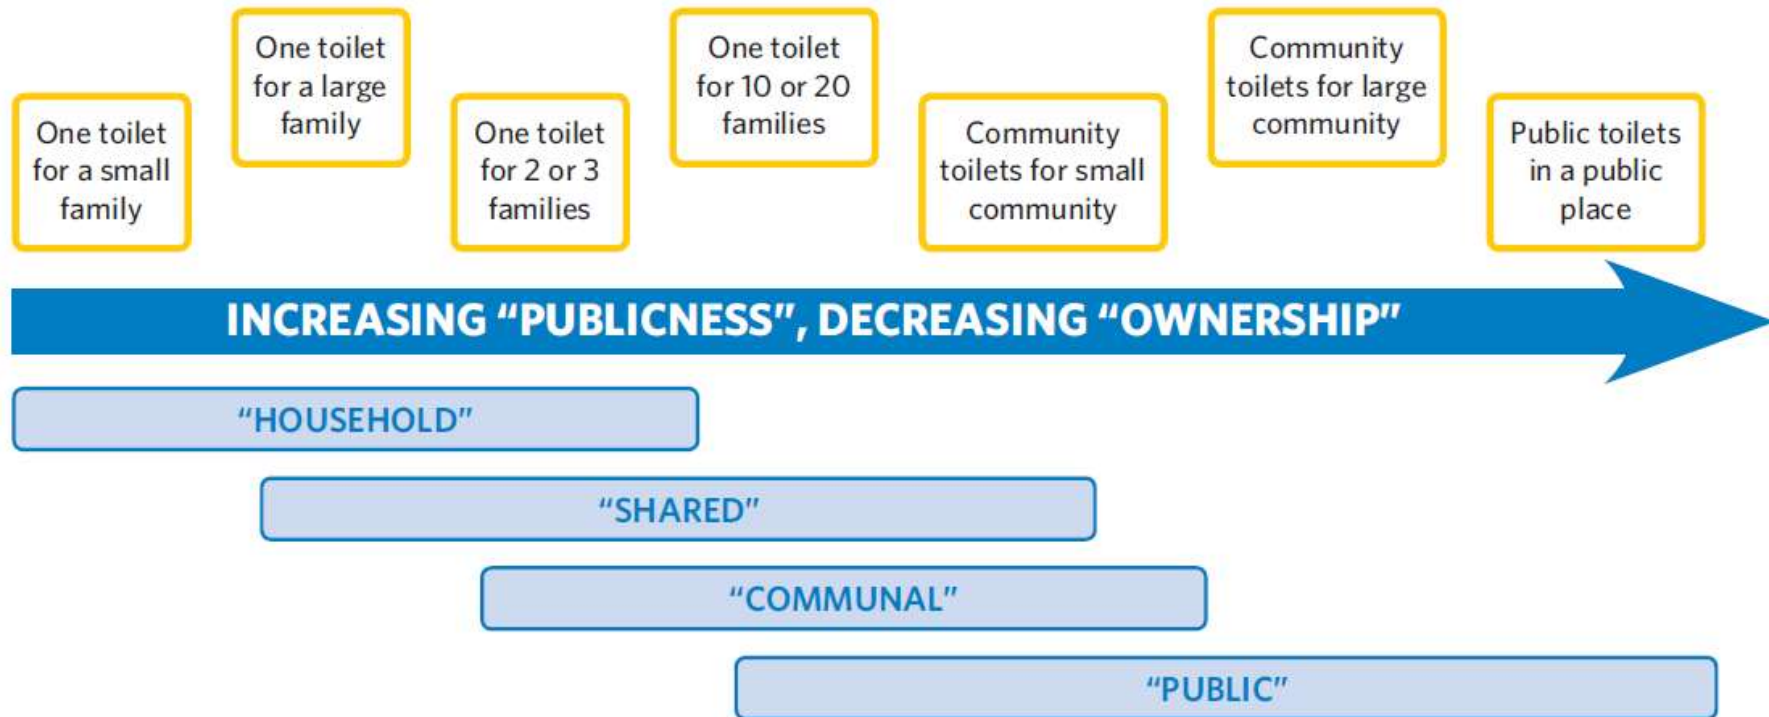 One toilet
for a small
family
One toilet
for a large
family
One toilet
for 2 or 3
families
One toilet
for 10 or 20
families
Community
toilets for small
community
Community
toilets for large
community
Public toilets
in a public
place
INCREASING “PUBLICNESS”, DECREASING “OWNERSHIP”
“HOUSEHOLD”
“SHARED”
“COMMUNAL”
“PUBLIC”